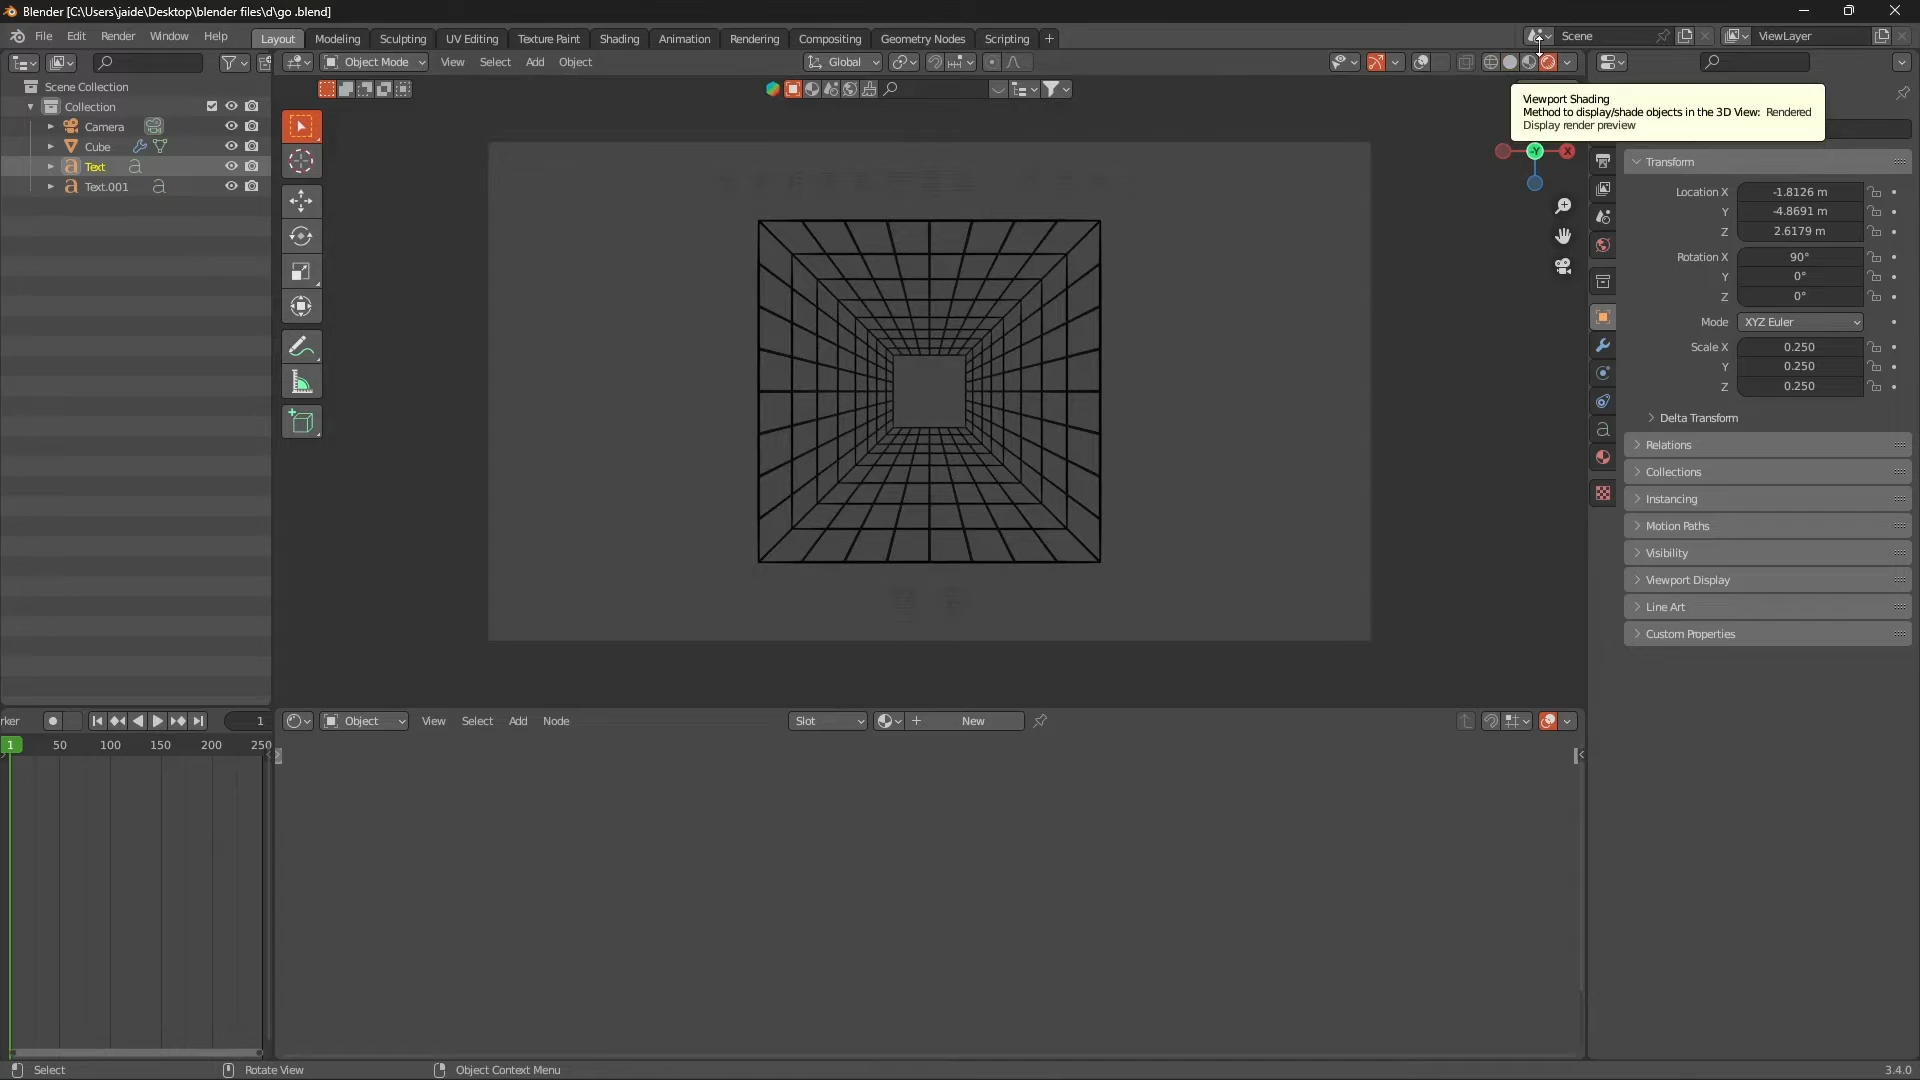 Blender [C:\Users\jaide\Desktop\blender files\d\go .blend]
File Edit Render Window Help Layout Modeling Sculpting UV Editing Texture Paint Shading Animation Rendering Compositing Geometry Nodes Scripting + Scene ViewLayer
Object Mode View Select Add Object Global
Scene Collection
Collection
Camera
Cube
Text
Text.001
Viewport Shading
Method to display/shade objects in the 3D View: Rendered
Display render preview
-Y X
Transform
Location X -1.8126 m
Y -4.8691 m
Z 2.6179 m
Rotation X 90°
Y 0°
Z 0°
Mode XYZ Euler
Scale X 0.250
Y 0.250
Z 0.250
Delta Transform
Relations
Collections
Instancing
Motion Paths
Visibility
Viewport Display
Line Art
Custom Properties
rker 1 Object View Select Add Node Slot New
1 50 100 150 200 250
Select Rotate View Object Context Menu 3.4.0